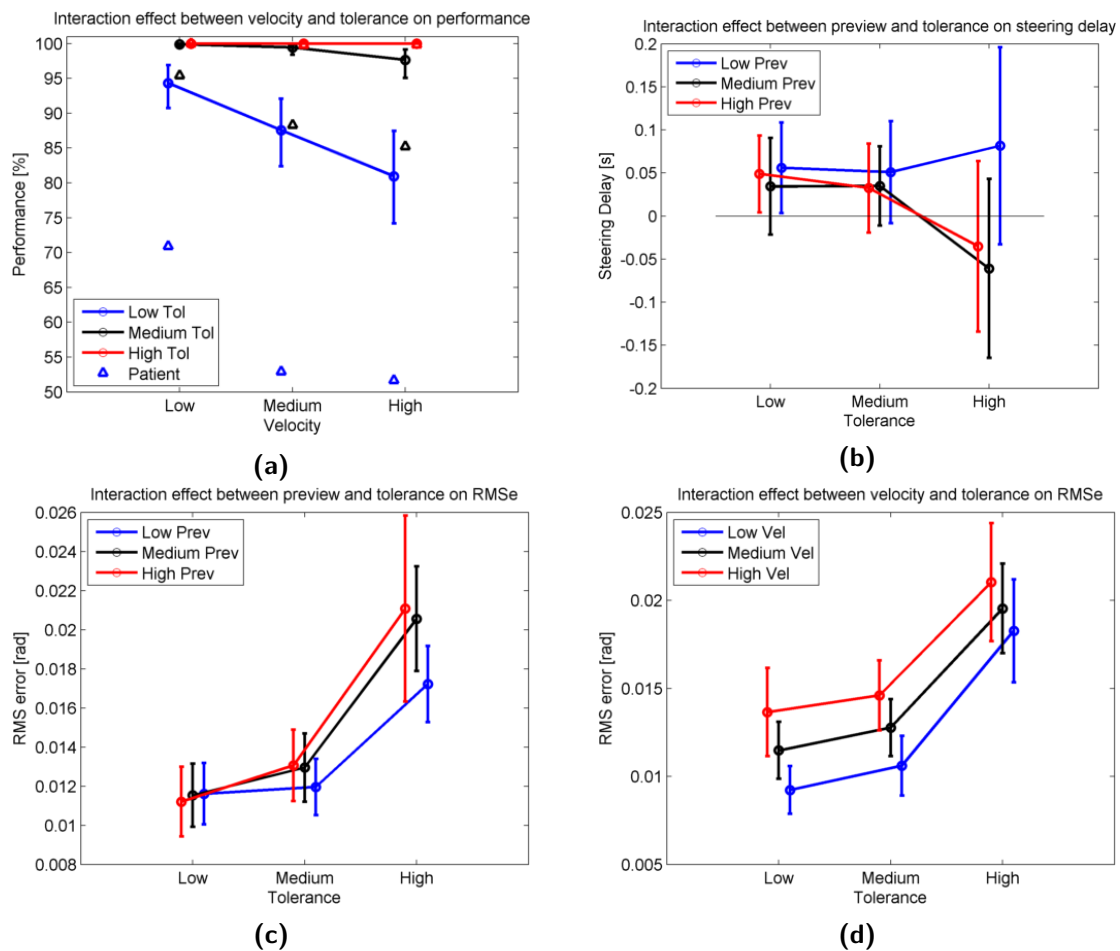 Interaction effect between velocity and tolerance on performance
100
95
90
85
80
75
70
65
60
55
50
Performance [%]
Low Tol
Medium Tol
High Tol
Patient
Low Medium High
Velocity
(a)
Interaction effect between preview and tolerance on steering delay
0.2
0.15
0.1
0.05
0
-0.05
-0.1
-0.15
-0.2
Steering Delay [s]
Low Prev
Medium Prev
High Prev
Low Medium High
Tolerance
(b)
Interaction effect between preview and tolerance on RMSe
0.026
0.024
0.022
0.02
0.018
0.016
0.014
0.012
0.01
0.008
RMS error [rad]
Low Prev
Medium Prev
High Prev
Low Medium High
Tolerance
(c)
Interaction effect between velocity and tolerance on RMSe
0.025
0.02
0.015
0.01
0.005
RMS error [rad]
Low Vel
Medium Vel
High Vel
Low Medium High
Tolerance
(d)